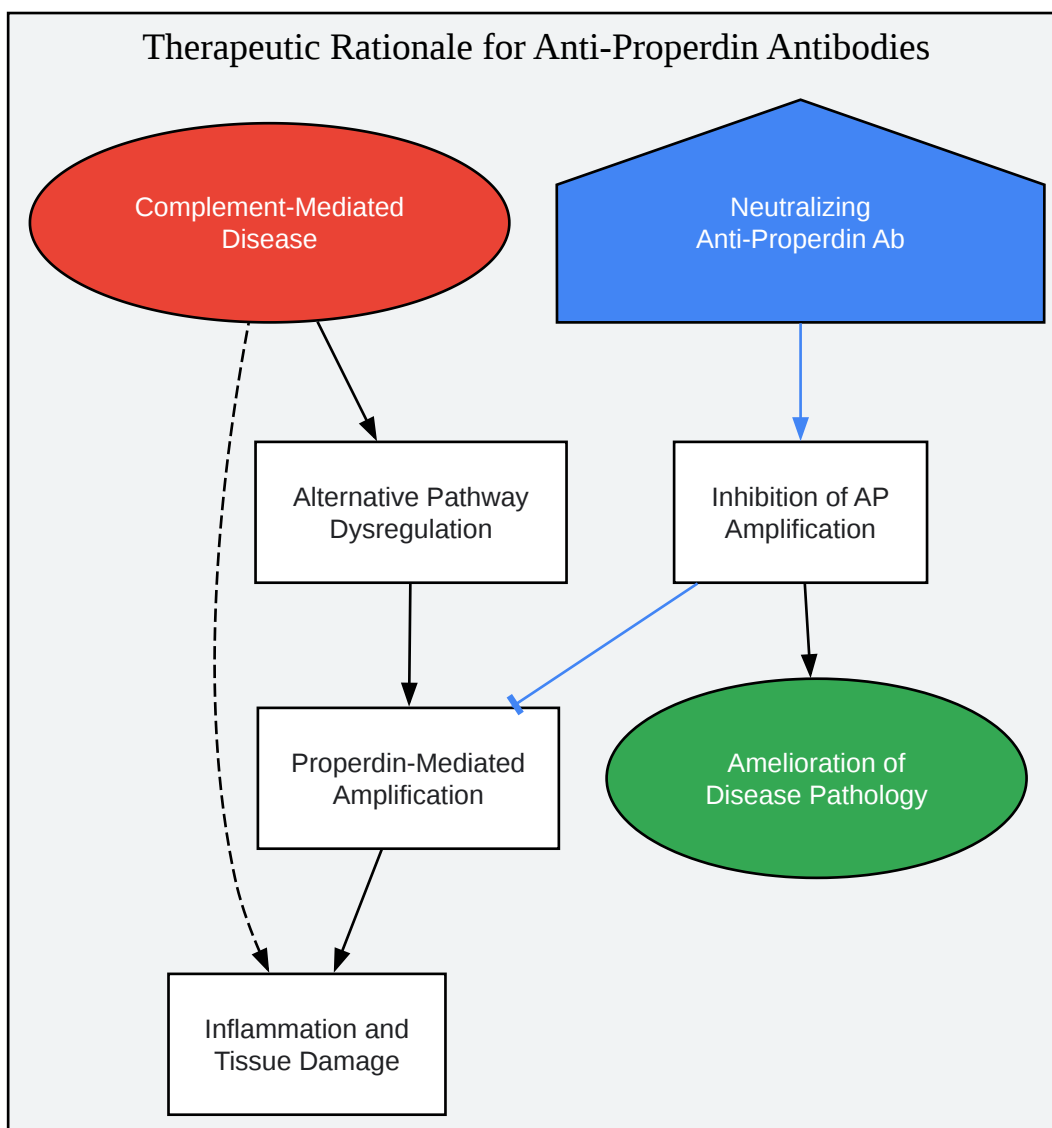 Therapeutic Rationale for Anti-Properdin Antibodies
Complement-Mediated
Disease
Neutralizing
Anti-Properdin Ab
Alternative Pathway
Dysregulation
Inhibition of AP
Amplification
Properdin-Mediated
Amplification
Amelioration of
Disease Pathology
Inflammation and
Tissue Damage